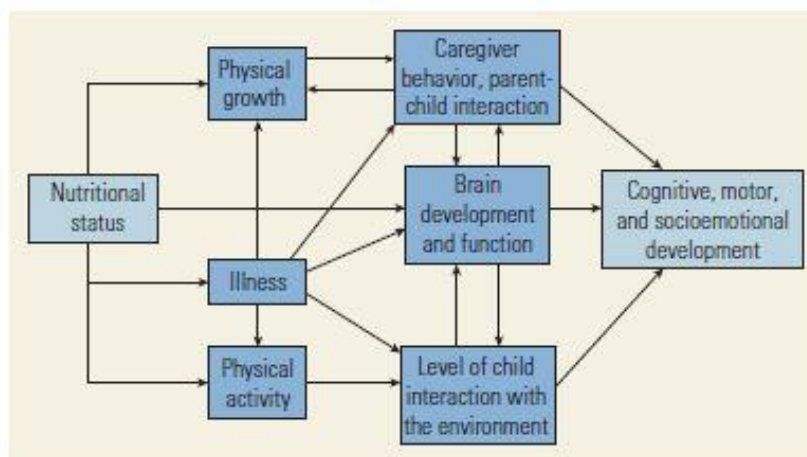 Physical
growth
Caregiver
behavior, parent-
child interaction
Nutritional
status
Brain
development
and function
Cognitive, motor,
and socioemotional
development
Illness
Physical
activity
Level of child
interaction with
the environment